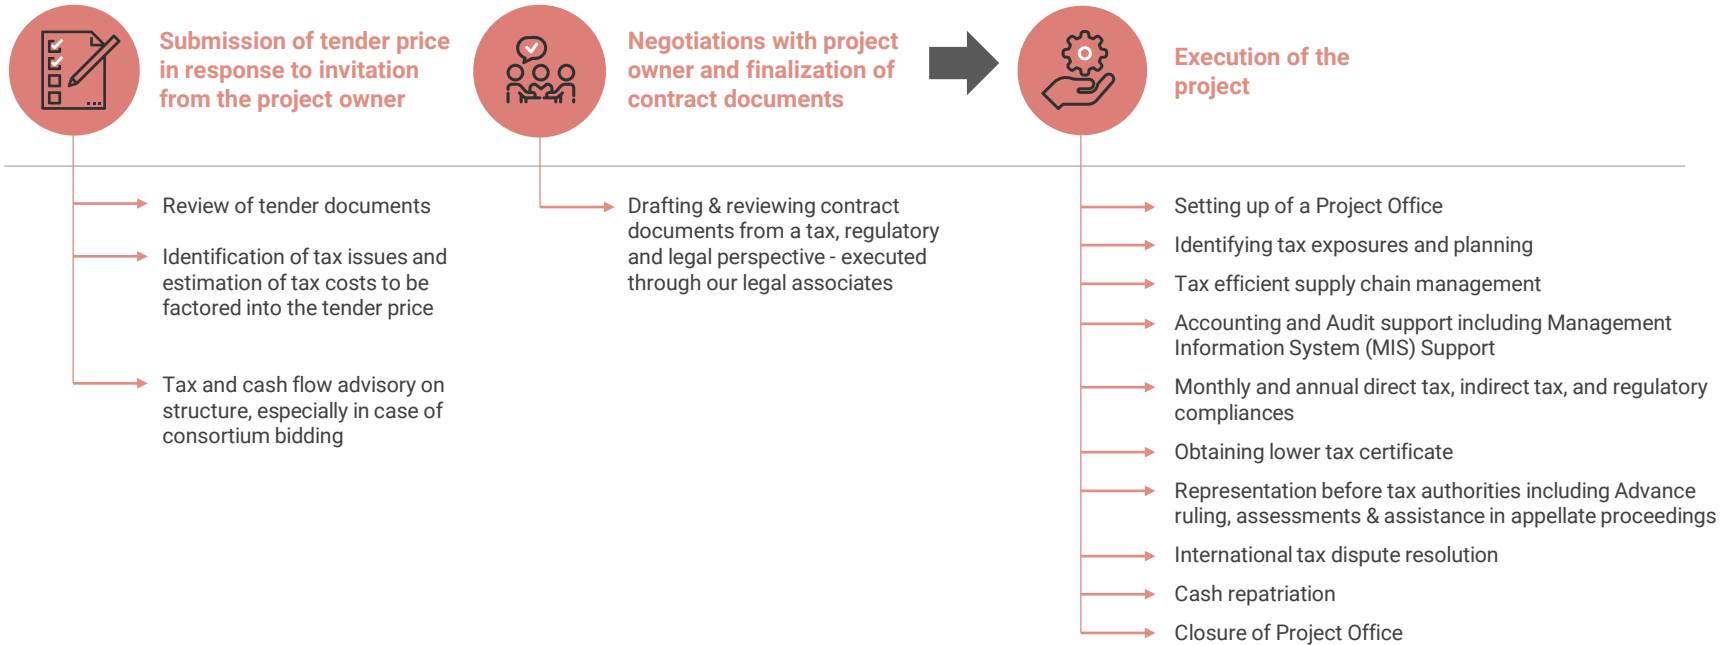 Submission of tender price
in response to invitation
from the project owner
Review of tender documents
Identification of tax issues and
estimation of tax costs to be
factored into the tender price
Tax and cash flow advisory on
structure, especially in case of
consortium bidding
Negotiations with project
owner and finalization of
contract documents
Drafting & reviewing contract
documents from a tax, regulatory
and legal perspective - executed
through our legal associates
Execution of the
project
Setting up of a Project Office
Identifying tax exposures and planning
Tax efficient supply chain management
Accounting and Audit support including Management
Information System (MIS) Support
Monthly and annual direct tax, indirect tax, and regulatory
compliances
Obtaining lower tax certificate
Representation before tax authorities including Advance
ruling, assessments & assistance in appellate proceedings
International tax dispute resolution
Cash repatriation
Closure of Project Office